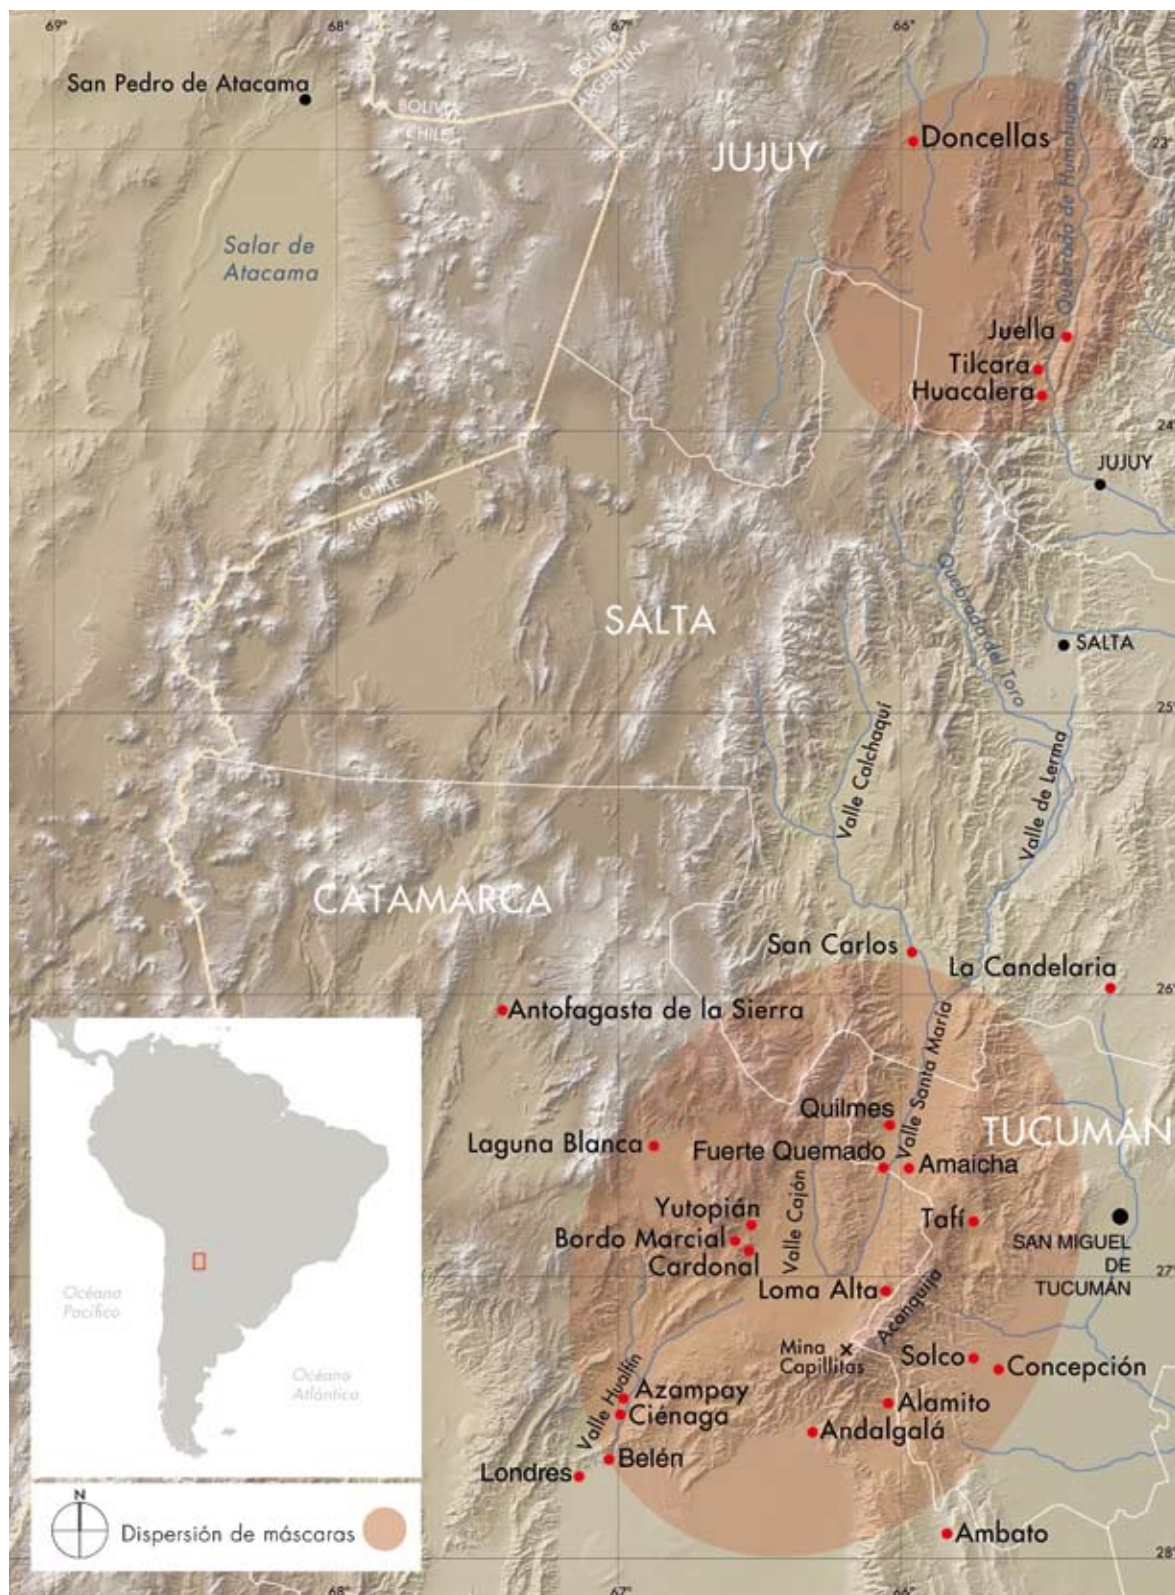 69°
68°
67°
66°
San Pedro de Atacama
BOLIVIA
ARGENTINA
BOLIVIA
CHILE
JUJUY
Doncellas
23°
Quebrada de Humahuaca
Salar de
Atacama
Juella
Tilcara
Huacalera
24°
JUJUY
CHILE
ARGENTINA
Quebrada del Toro
SALTA
SALTA
25°
Valle Calchaquí
Valle de Lerma
CATAMARCA
San Carlos
La Candelaria
26°
Antofagasta de la Sierra
Valle Santa María
Quilmes
TUCUMÁN
Laguna Blanca
Fuerte Quemado
Amaicha
Valle Cajón
Yutopián
Tafí
Bordo Marcial
SAN MIGUEL
DE
TUCUMÁN
Cardonal
27°
Loma Alta
Aconquija
Océana
Pacífico
Mina
Capillitas
Solco
Concepción
Valle Hualfín
Océana
Atlántica
Azampay
Alamito
Ciénaga
Andalgalá
Belén
Londres
N
Dispersión de máscaras
Ambato
28°
68°
67°
66°